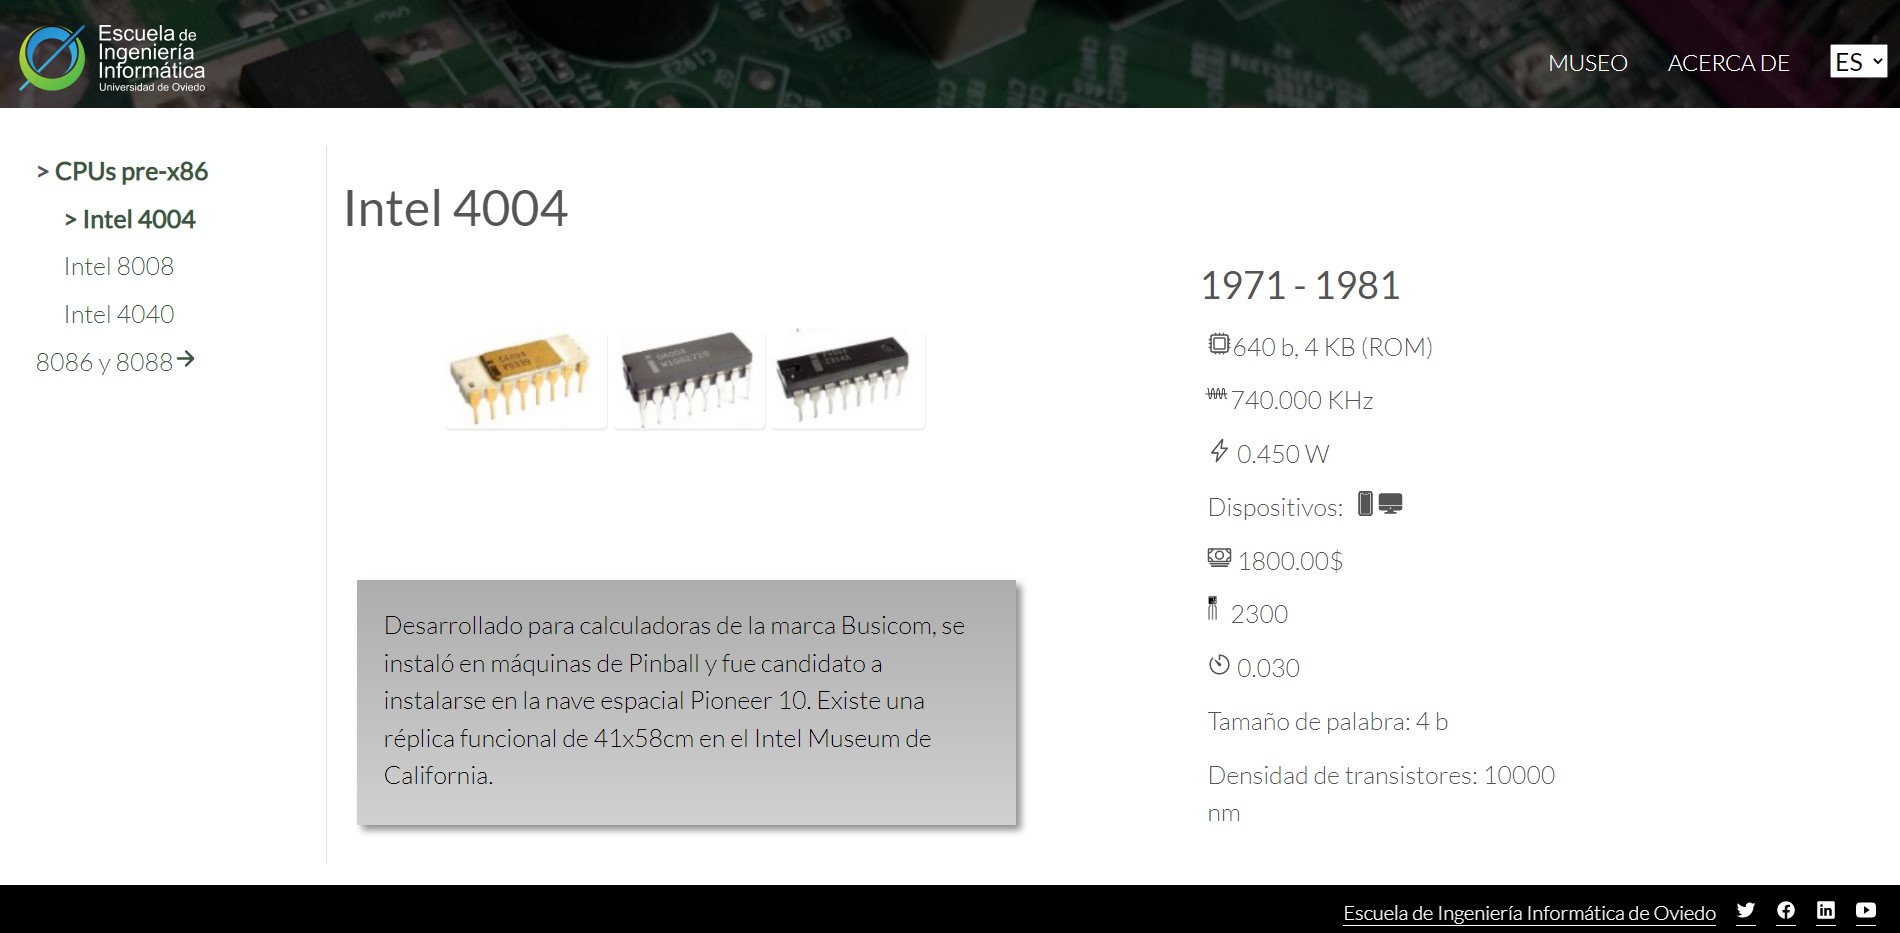 Escuela de
Ingeniería
Informática
Universidad de Oviedo
MUSEO
ACERCA DE
ES
> CPUs pre-x86
> Intel 4004
Intel 8008
Intel 4040
8086 y 8088
Intel 4004
Desarrollado para calculadoras de la marca Busicom, se
instaló en máquinas de Pinball y fue candidato a
instalarse en la nave espacial Pioneer 10. Existe una
réplica funcional de 41x58cm en el Intel Museum de
California.
1971 - 1981
640 b, 4 KB (ROM)
740.000 KHz
0.450 W
Dispositivos:
1800.00$
2300
0.030
Tamaño de palabra: 4 b
Densidad de transistores: 10000
nm
Escuela de Ingeniería Informática de Oviedo